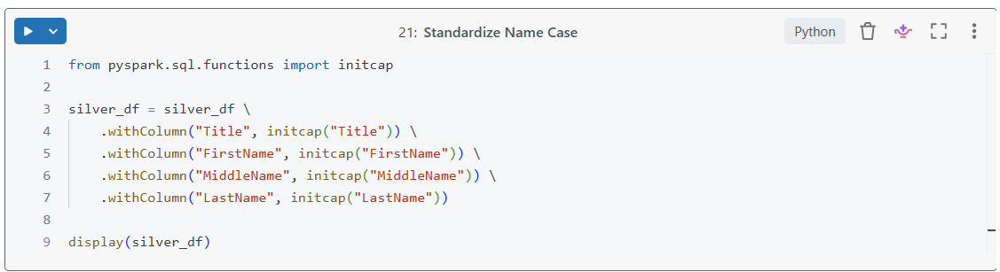 21: Standardize Name Case Python
1 from pyspark.sql.functions import initcap
2
3 silver_df = silver_df \
4 .withColumn("Title", initcap("Title")) \
5 .withColumn("FirstName", initcap("FirstName")) \
6 .withColumn("MiddleName", initcap("MiddleName")) \
7 .withColumn("LastName", initcap("LastName"))
8
9 display(silver_df)